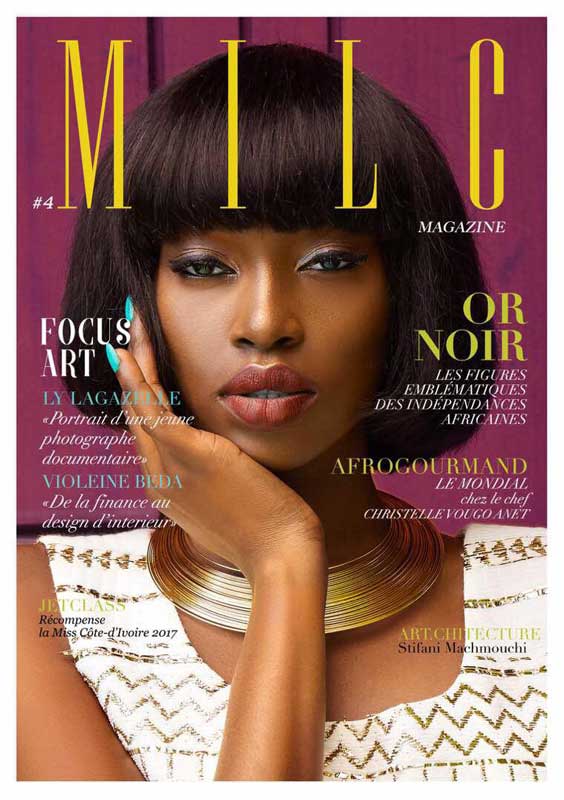 MILC
#4
MAGAZINE
FOCUS
ART
LY LAGAZELLE
«Portrait d'une jeune
photographe
documentaire»
VIOLEINE BEDA
«De la finance au
design d'interieur»
JETCLASS
Récompense
la Miss Côte-d'Ivoire 2017
OR
NOIR
LES FIGURES
EMBLÉMATIQUES
DES INDÉPENDANCES
AFRICAINES
AFROGOURMAND
LE MONDIAL
chez le chef
CHRISTELLE VOUGO ANET
ART.CHITECTURE
Stifani Machmouchi